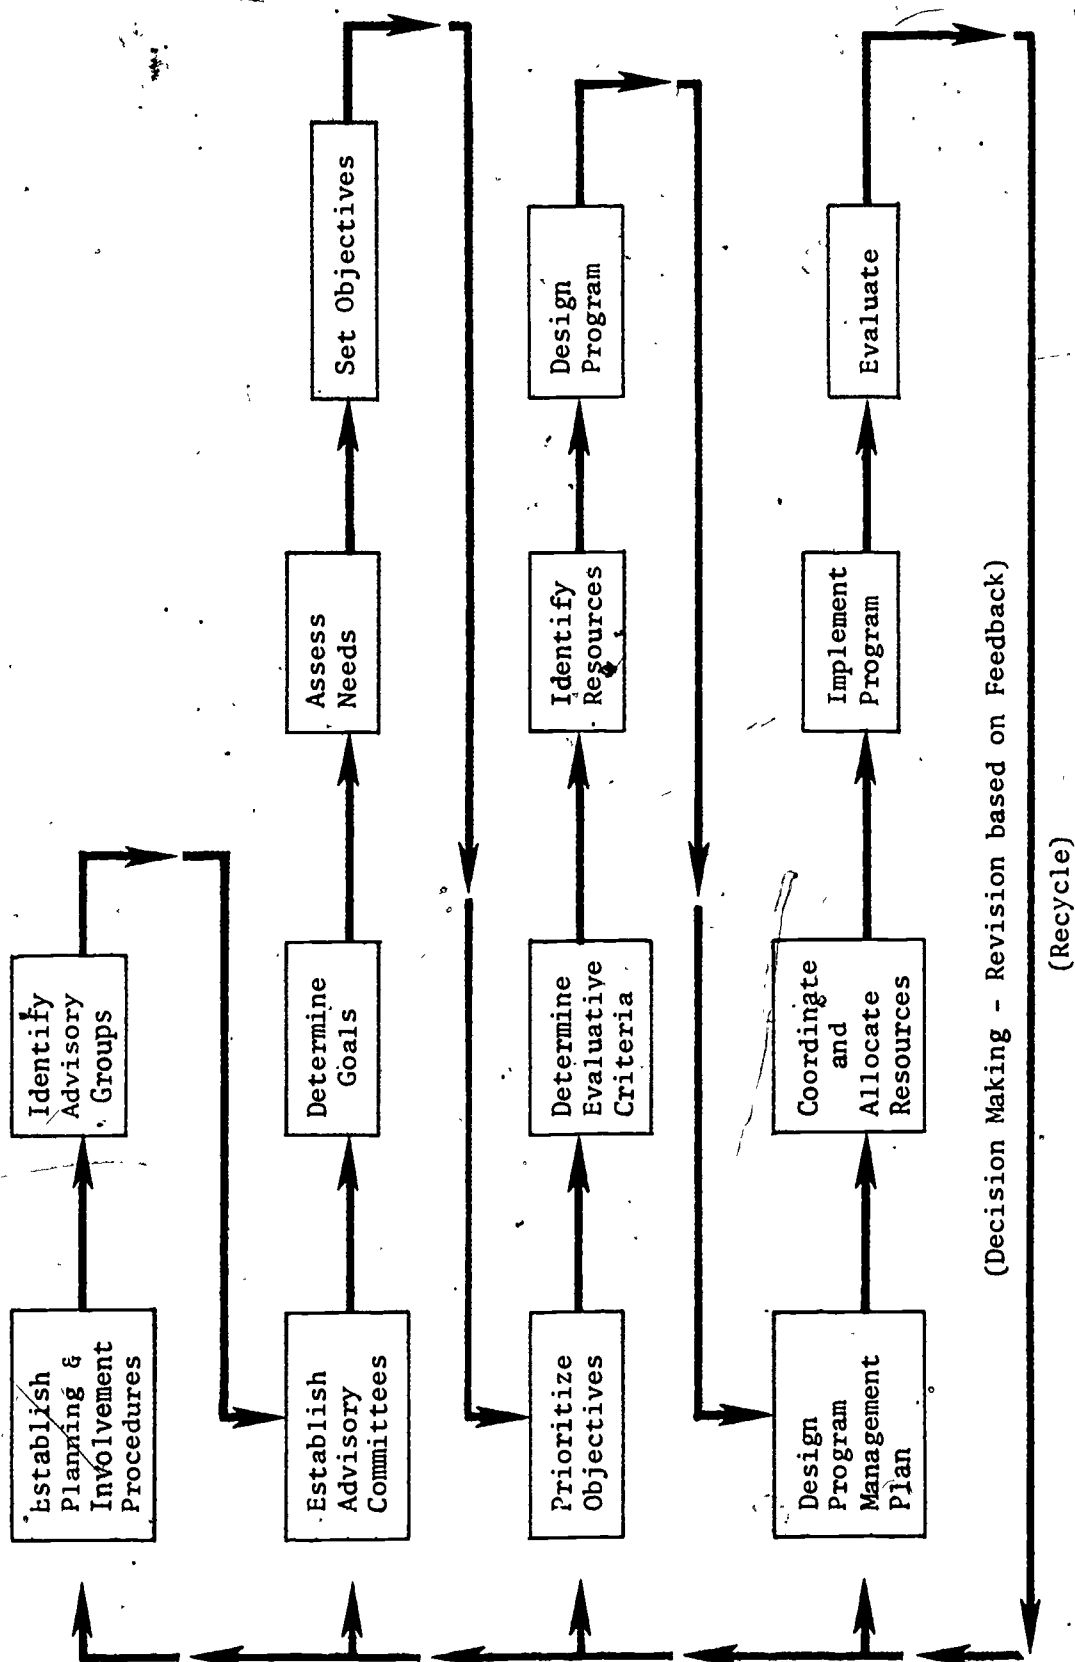 Establish
Planning &
Involvement
Procedures
Identify
Advisory
Groups
Establish
Advisory
Committees
Determine
Goals
Assess
Needs
Set Objectives
Prioritize
Objectives
Determine
Evaluative
Criteria
Identify
Resources
Design
Program
Design
Program
Management
Plan
Coordingate
and
Allocate
Resources
Implement
Program
Evaluate
(Decision Making - Revision based on Feedback)
(Recycle)